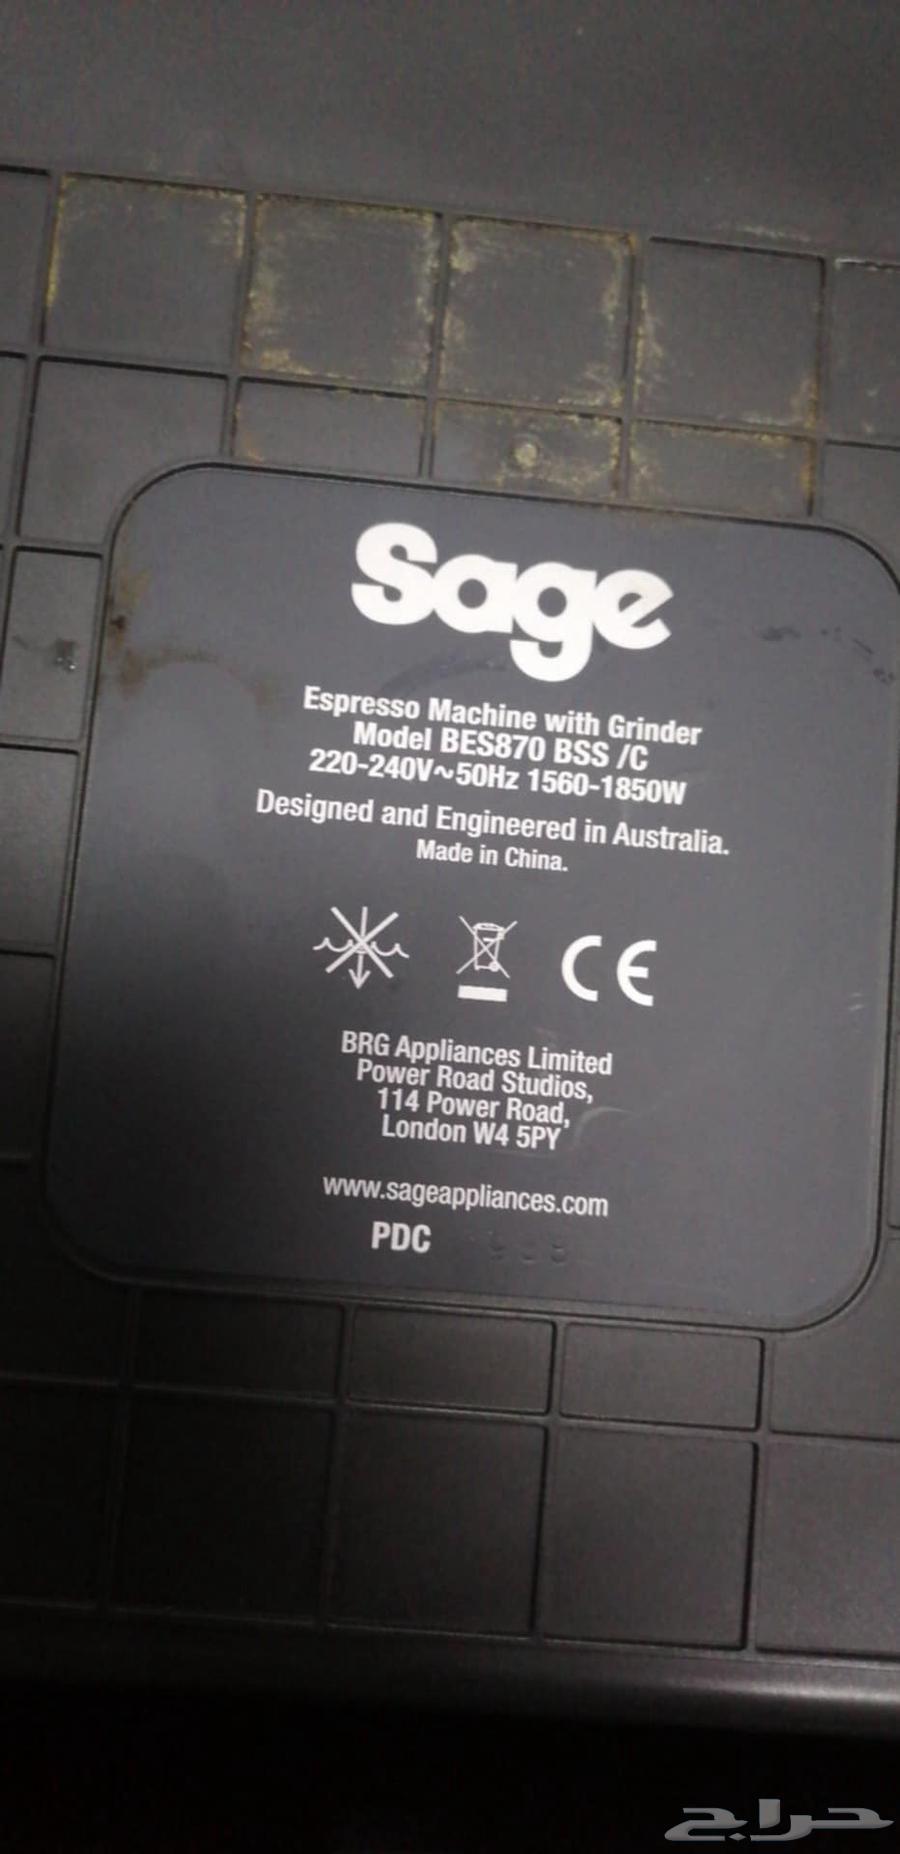 Sage
Espresso Machine with Grinder
Model BES870 BSS /C
220-240V~50Hz 1560-1850W
Designed and Engineered in Australia.
Made in China.
CE
BRG Appliances Limited
Power Road Studios,
114 Power Road,
London W4 5PY
www.sageappliances.com
PDC
حراج